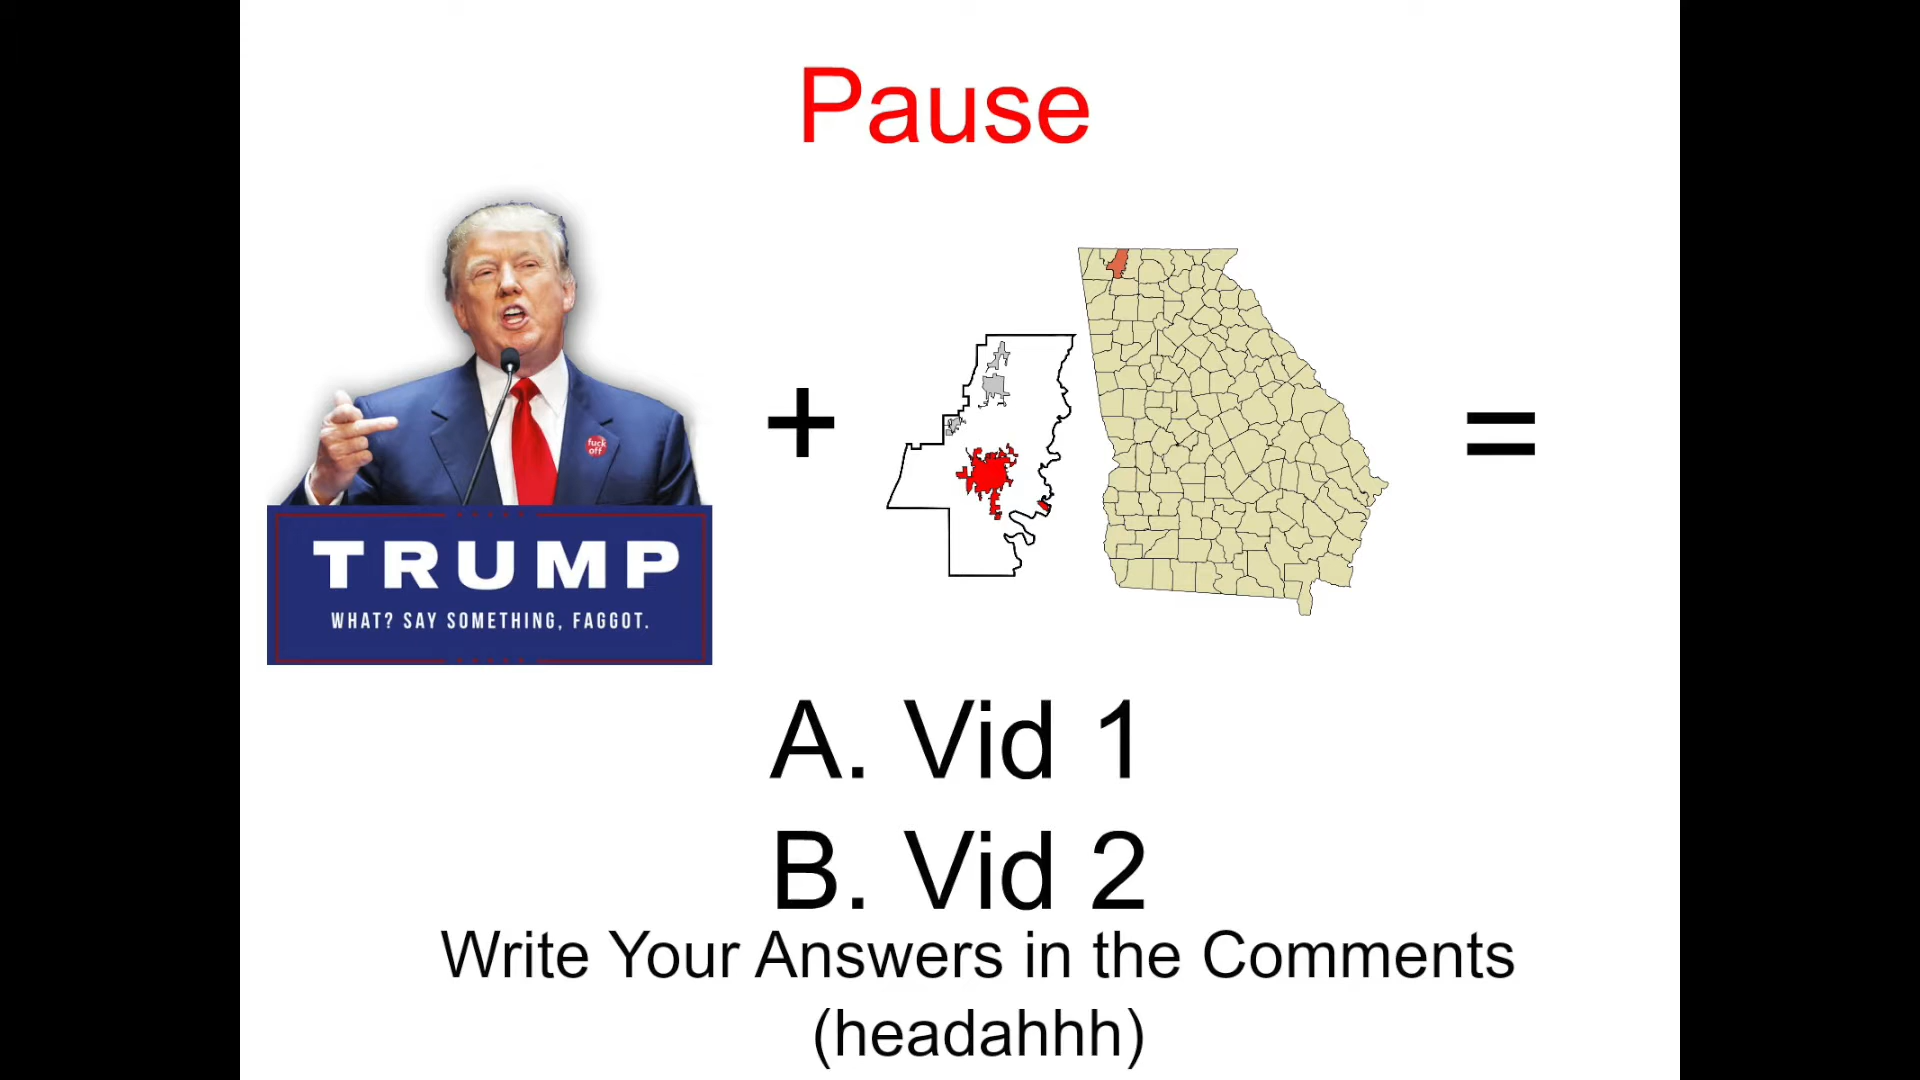 Pause
fuck
off
+
=
TRUMP
WHAT? SAY SOMETHING, FAGGOT.
A. Vid 1
B. Vid 2
Write Your Answers in the Comments
(headahhh)